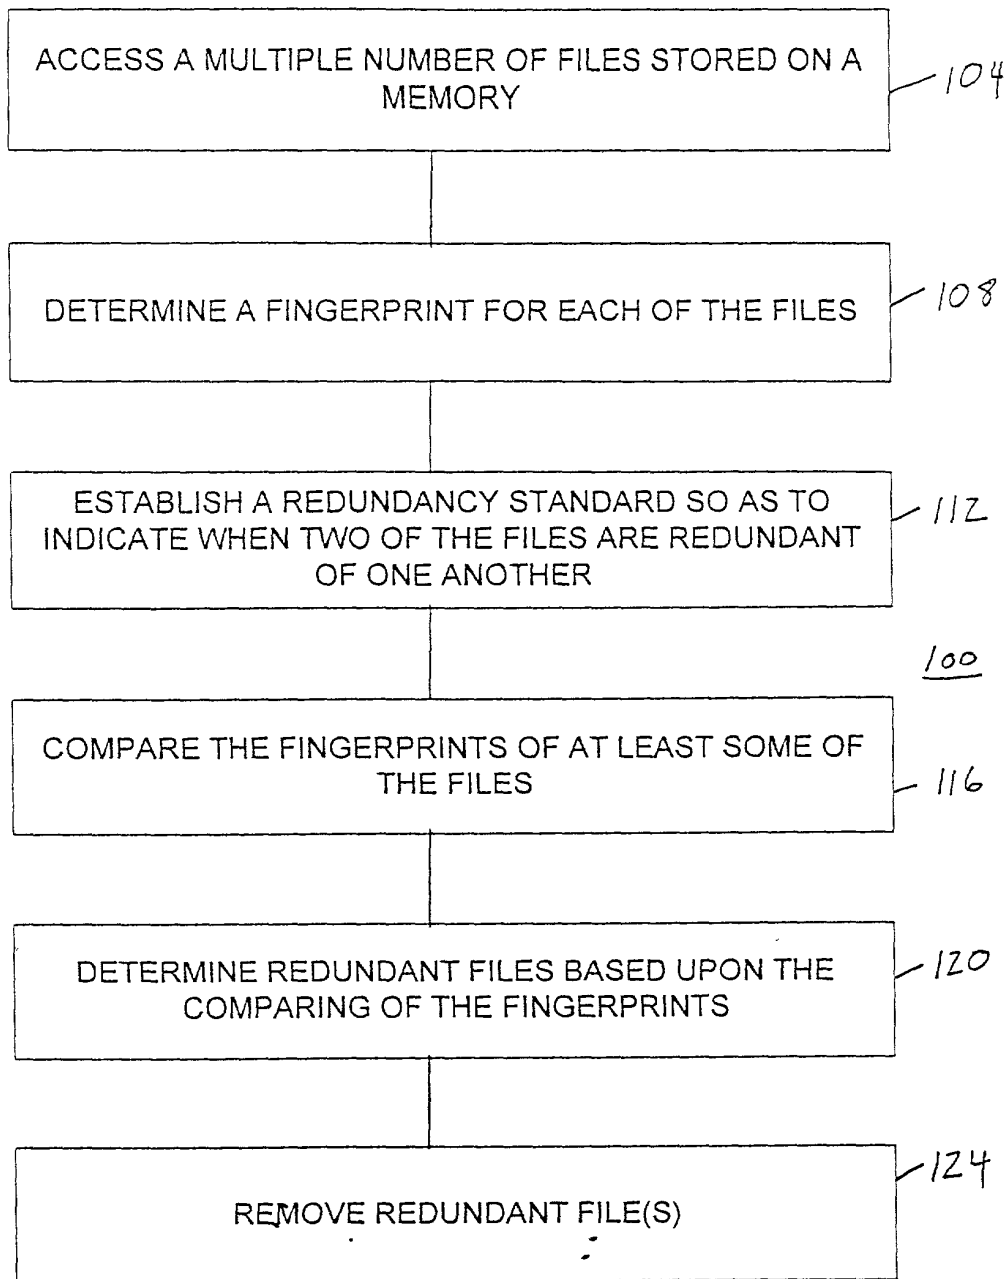 ACCESS A MULTIPLE NUMBER OF FILES STORED ON A
MEMORY
104
DETERMINE A FINGERPRINT FOR EACH OF THE FILES
108
ESTABLISH A REDUNDANCY STANDARD SO AS TO
INDICATE WHEN TWO OF THE FILES ARE REDUNDANT
OF ONE ANOTHER
112
100
COMPARE THE FINGERPRINTS OF AT LEAST SOME OF
THE FILES
116
DETERMINE REDUNDANT FILES BASED UPON THE
COMPARING OF THE FINGERPRINTS
120
REMOVE REDUNDANT FILE(S)
124